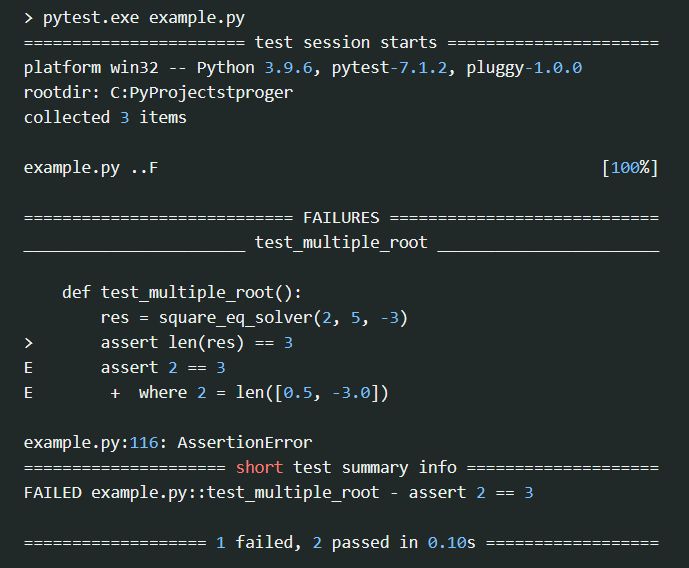 > pytest.exe example.py
======================= test session starts ======================
platform win32 -- Python 3.9.6, pytest-7.1.2, pluggy-1.0.0
rootdir: C:PyProjectstproger
collected 3 items
example.py ..F                                              [100%]
============================ FAILURES ============================
_______________________ test_multiple_root _______________________
    def test_multiple_root():
        res = square_eq_solver(2, 5, -3)
>       assert len(res) == 3
E       assert 2 == 3
E        +  where 2 = len([0.5, -3.0])
example.py:116: AssertionError
===================== short test summary info ====================
FAILED example.py::test_multiple_root - assert 2 == 3
=================== 1 failed, 2 passed in 0.10s ==================